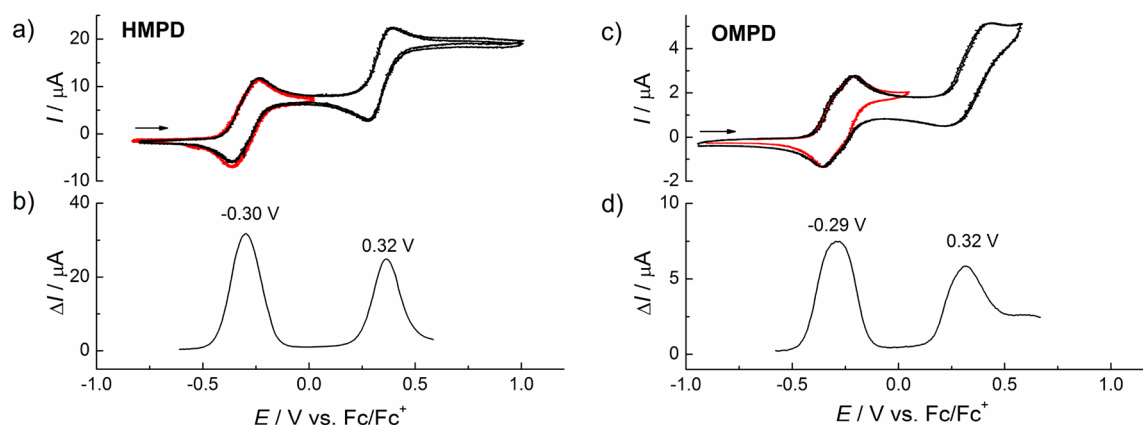 a)
HMPD
I / μA
20
10
0
-10
b)
-0.30 V
0.32 V
ΔI / μA
40
20
0
-1.0 -0.5 0.0 0.5 1.0
E / V vs. Fc/Fc+
c)
OMPD
I / μA
4
2
0
-2
d)
-0.29 V
0.32 V
ΔI / μA
10
5
0
-1.0 -0.5 0.0 0.5 1.0
E / V vs. Fc/Fc+